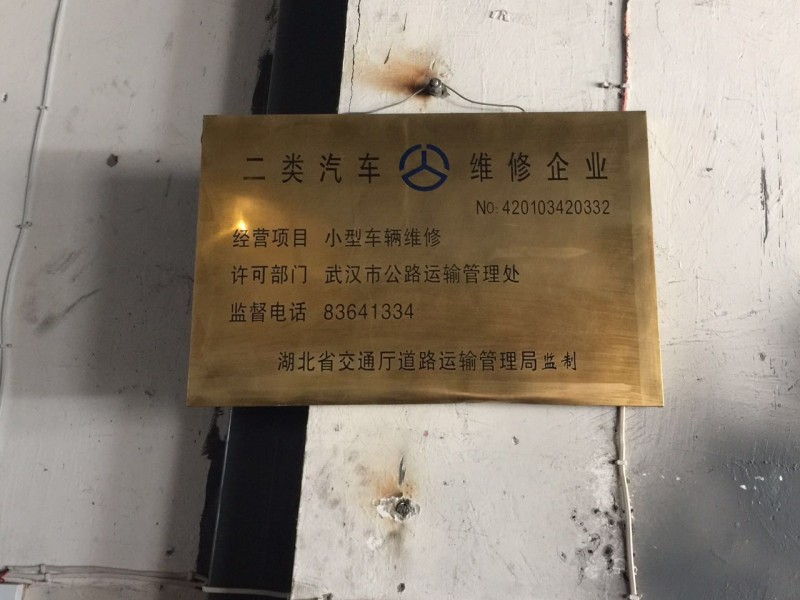 二类汽车 维修企业
NO:420103420332
经营项目 小型车辆维修
许可部门 武汉市公路运输管理处
监督电话 83641334
湖北省交通厅道路运输管理局监制